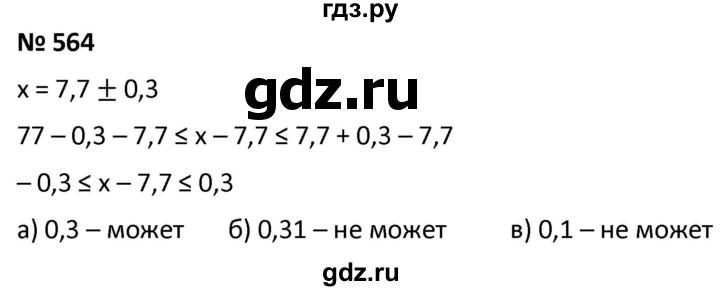 гдз.ру
№ 564
x = 7,7 ± 0,3
gdz.ru
77 – 0,3 – 7,7 ≤ x – 7,7 ≤ 7,7 + 0,3 – 7,7
– 0,3 ≤ x – 7,7 ≤ 0,3
а) 0,3 – может б) 0,31 – не может в) 0,1 – не может
gdz.ru